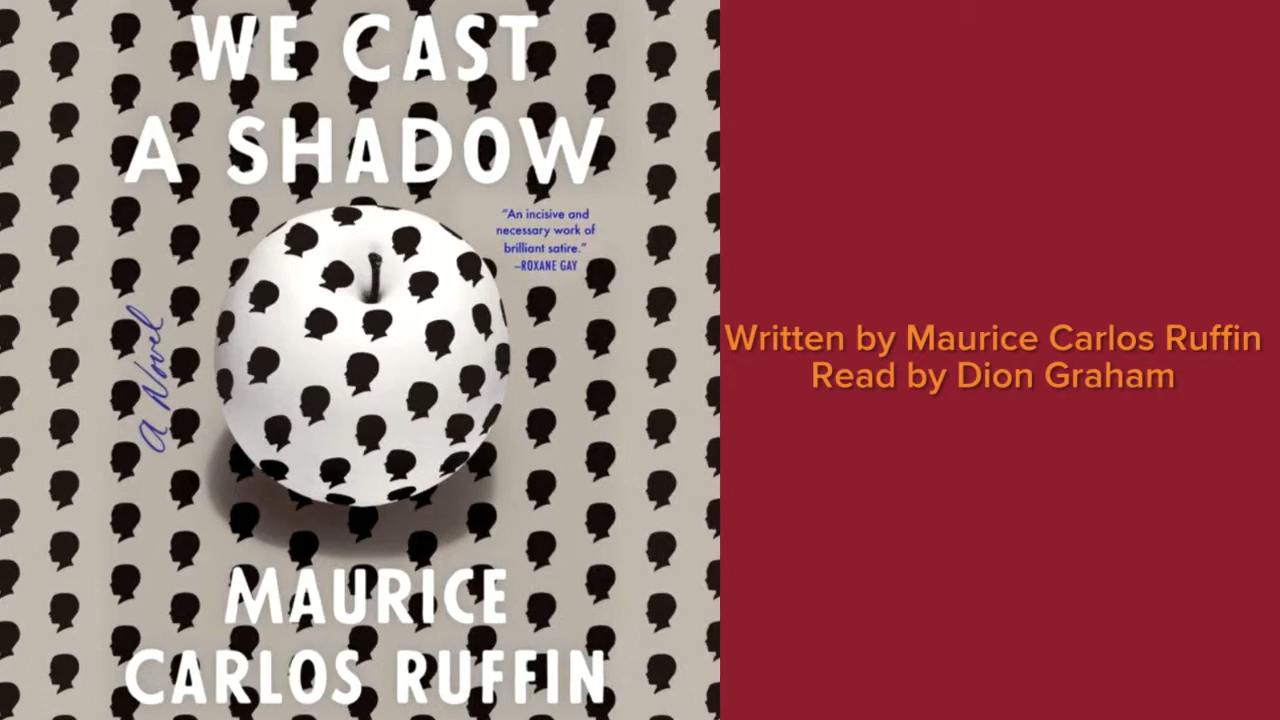 WE CAST
A SHADOW
"An incisive and
necessary work of
brilliant satire."
–ROXANE GAY
a Novel
MAURICE
CARLOS RUFFIN
Written by Maurice Carlos Ruffin
Read by Dion Graham